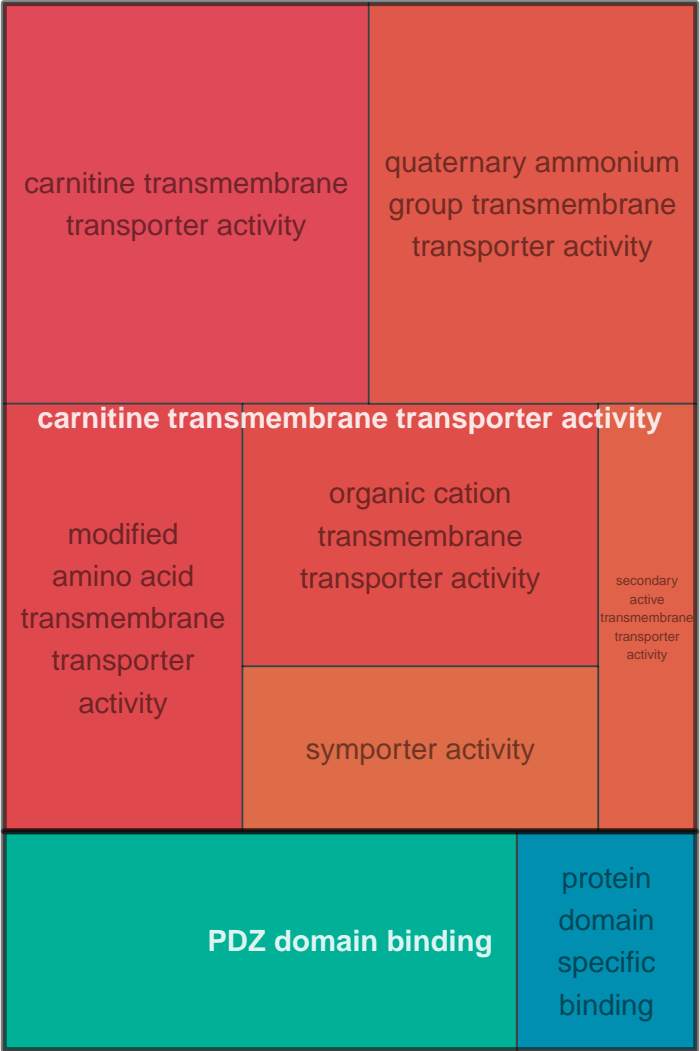 carnitine transmembrane
transporter activity
quaternary ammonium
group transmembrane
transporter activity
carnitine transmembrane transporter activity
modified
amino acid
transmembrane
transporter
activity
organic cation
transmembrane
transporter activity
secondary
active
transmembrane
transporter
activity
symporter activity
PDZ domain binding
protein
domain
specific
binding